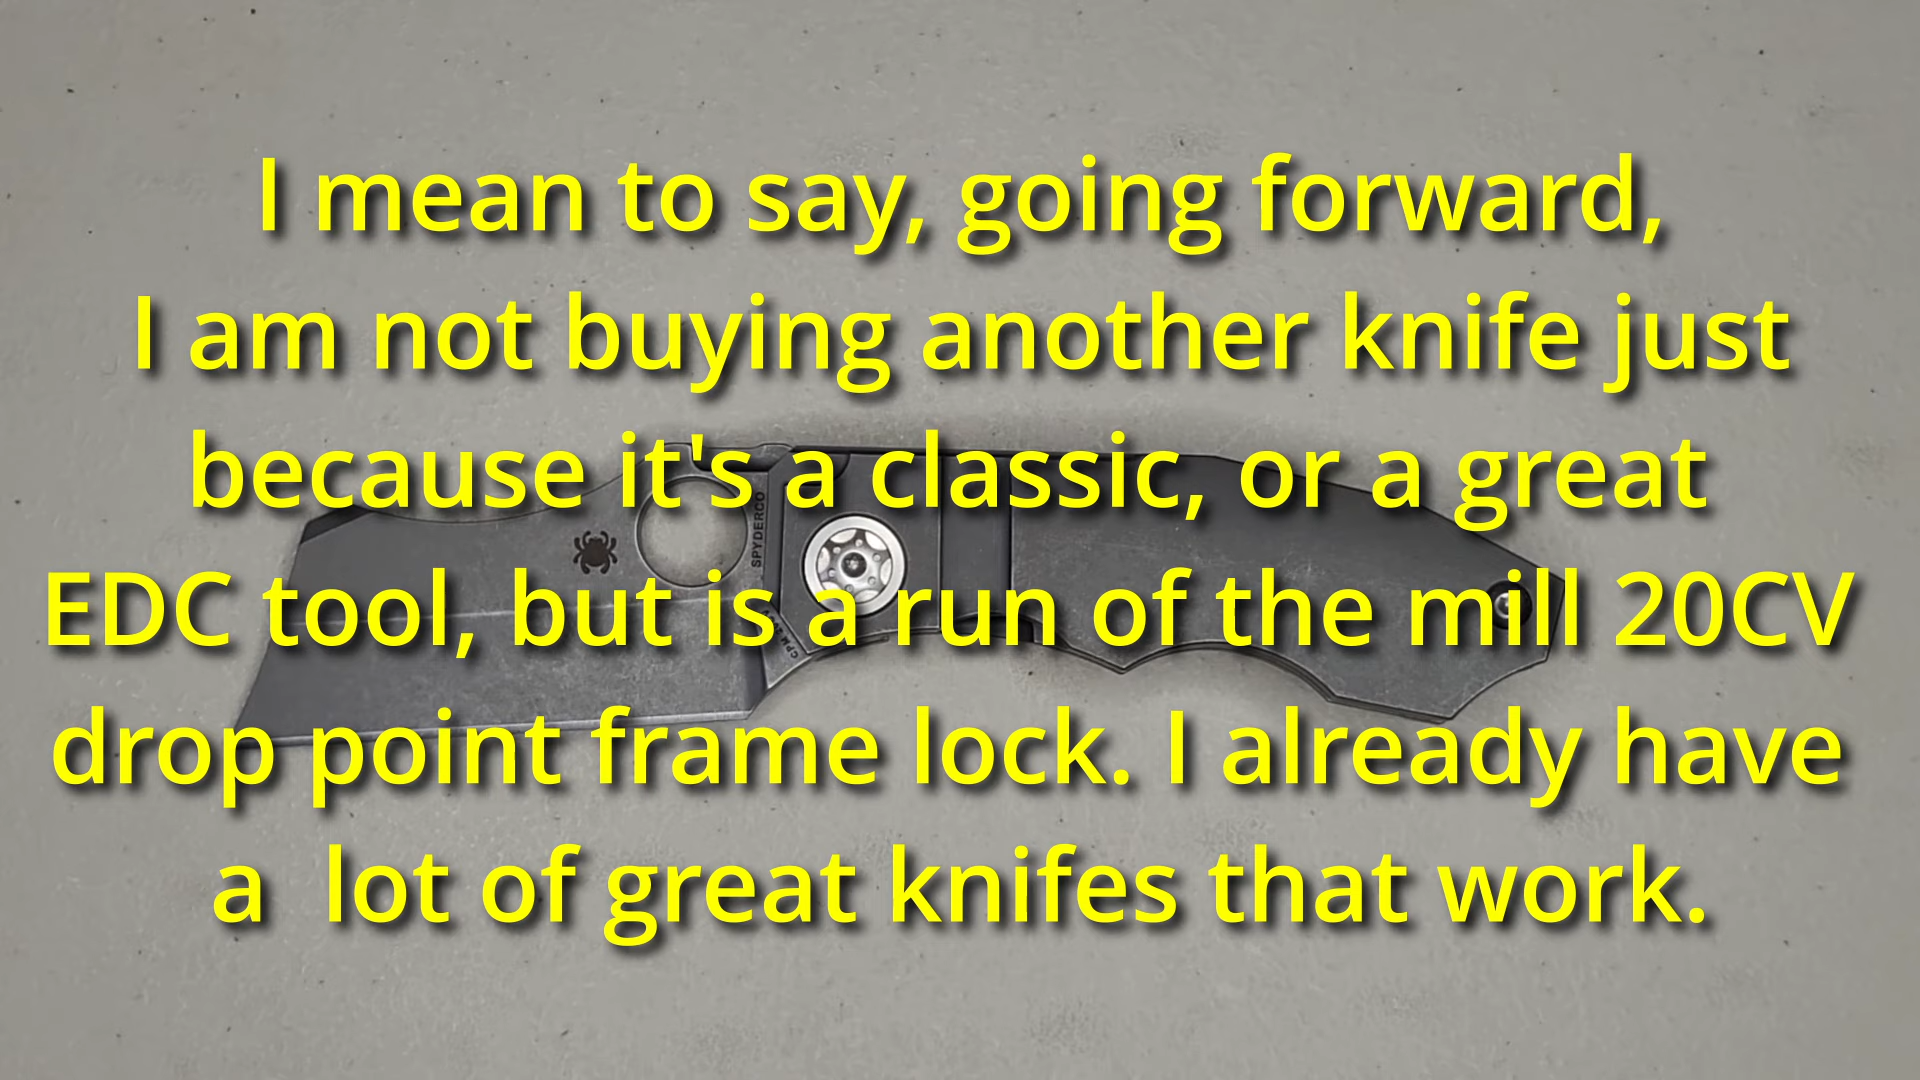 I mean to say, going forward,
I am not buying another knife just
because it's a classic, or a great
EDC tool, but is a run of the mill 20CV
drop point frame lock. I already have
a  lot of great knifes that work.
SPYDERCO